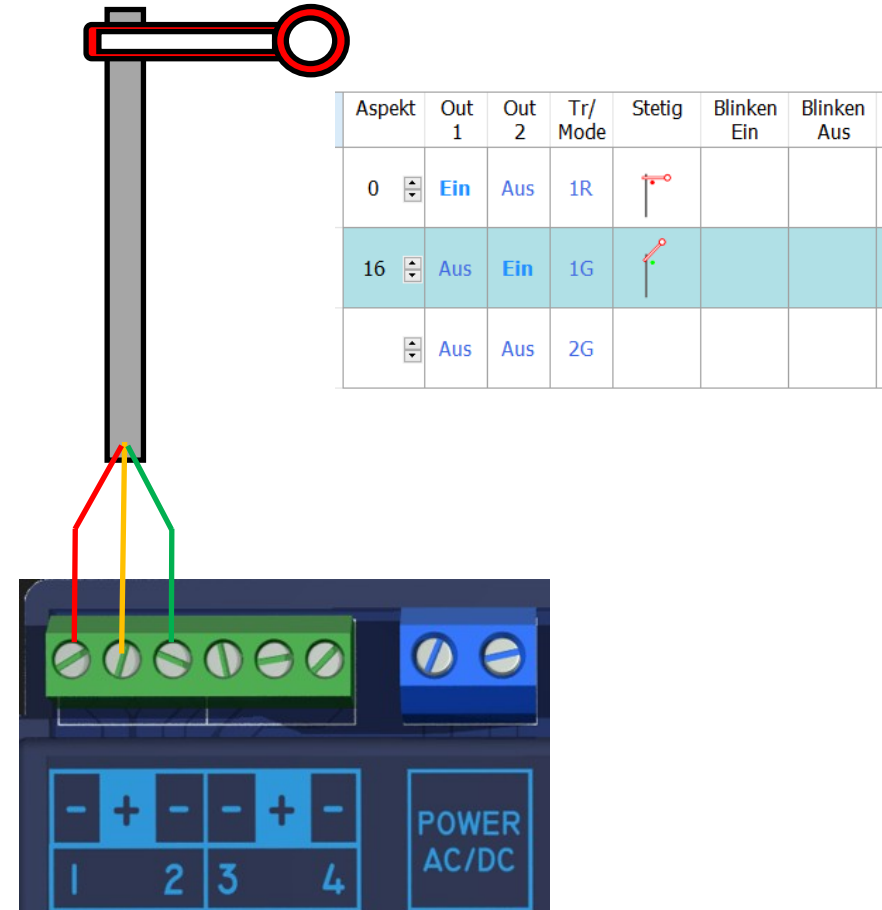 Aspekt Out 1 Out 2 Tr/ Mode Stetig Blinken Ein Blinken Aus
0 Ein Aus 1R
16 Aus Ein 1G
Aus Aus 2G
- + - - + -
1 2 3 4
POWER
AC/DC